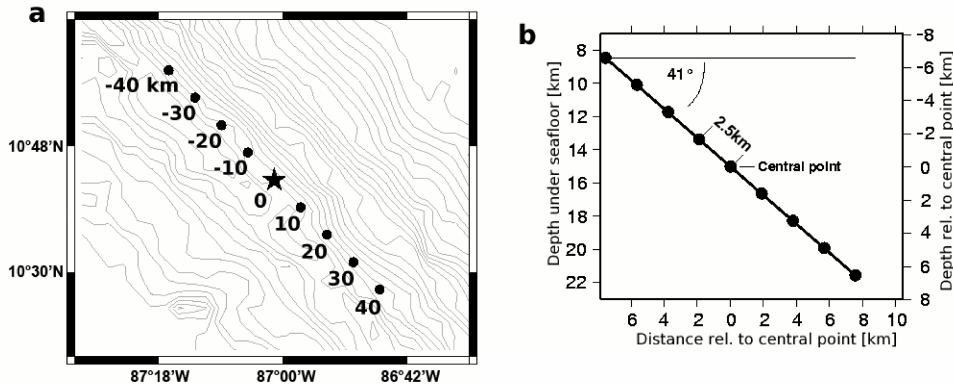 a
-40 km
-30
-20
-10
0
10
20
30
40
10°48'
10°30'
87°18'W
87°00'W
86°42'W
b
8
10
12
14
16
18
20
22
Depth under seafloor [km]
41°
2.5km
Central point
-8
-6
-4
-2
0
2
4
6
8
Depth rel. to central point [km]
6 4 2 0 2 4 6 8 10
Distance rel. to central point [km]